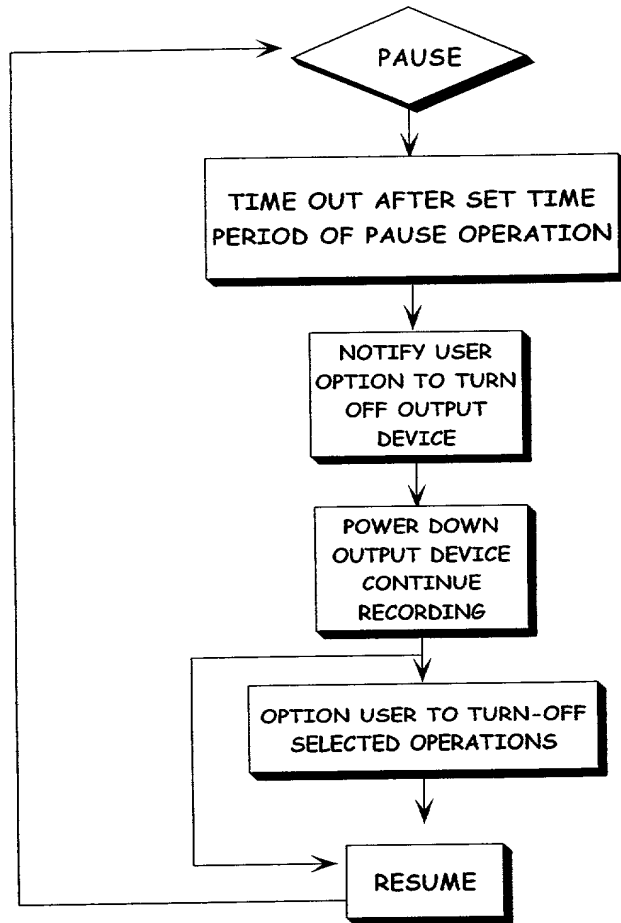 PAUSE
TIME OUT AFTER SET TIME
PERIOD OF PAUSE OPERATION
NOTIFY USER
OPTION TO TURN
OFF OUTPUT
DEVICE
POWER DOWN
OUTPUT DEVICE
CONTINUE
RECORDING
OPTION USER TO TURN-OFF
SELECTED OPERATIONS
RESUME